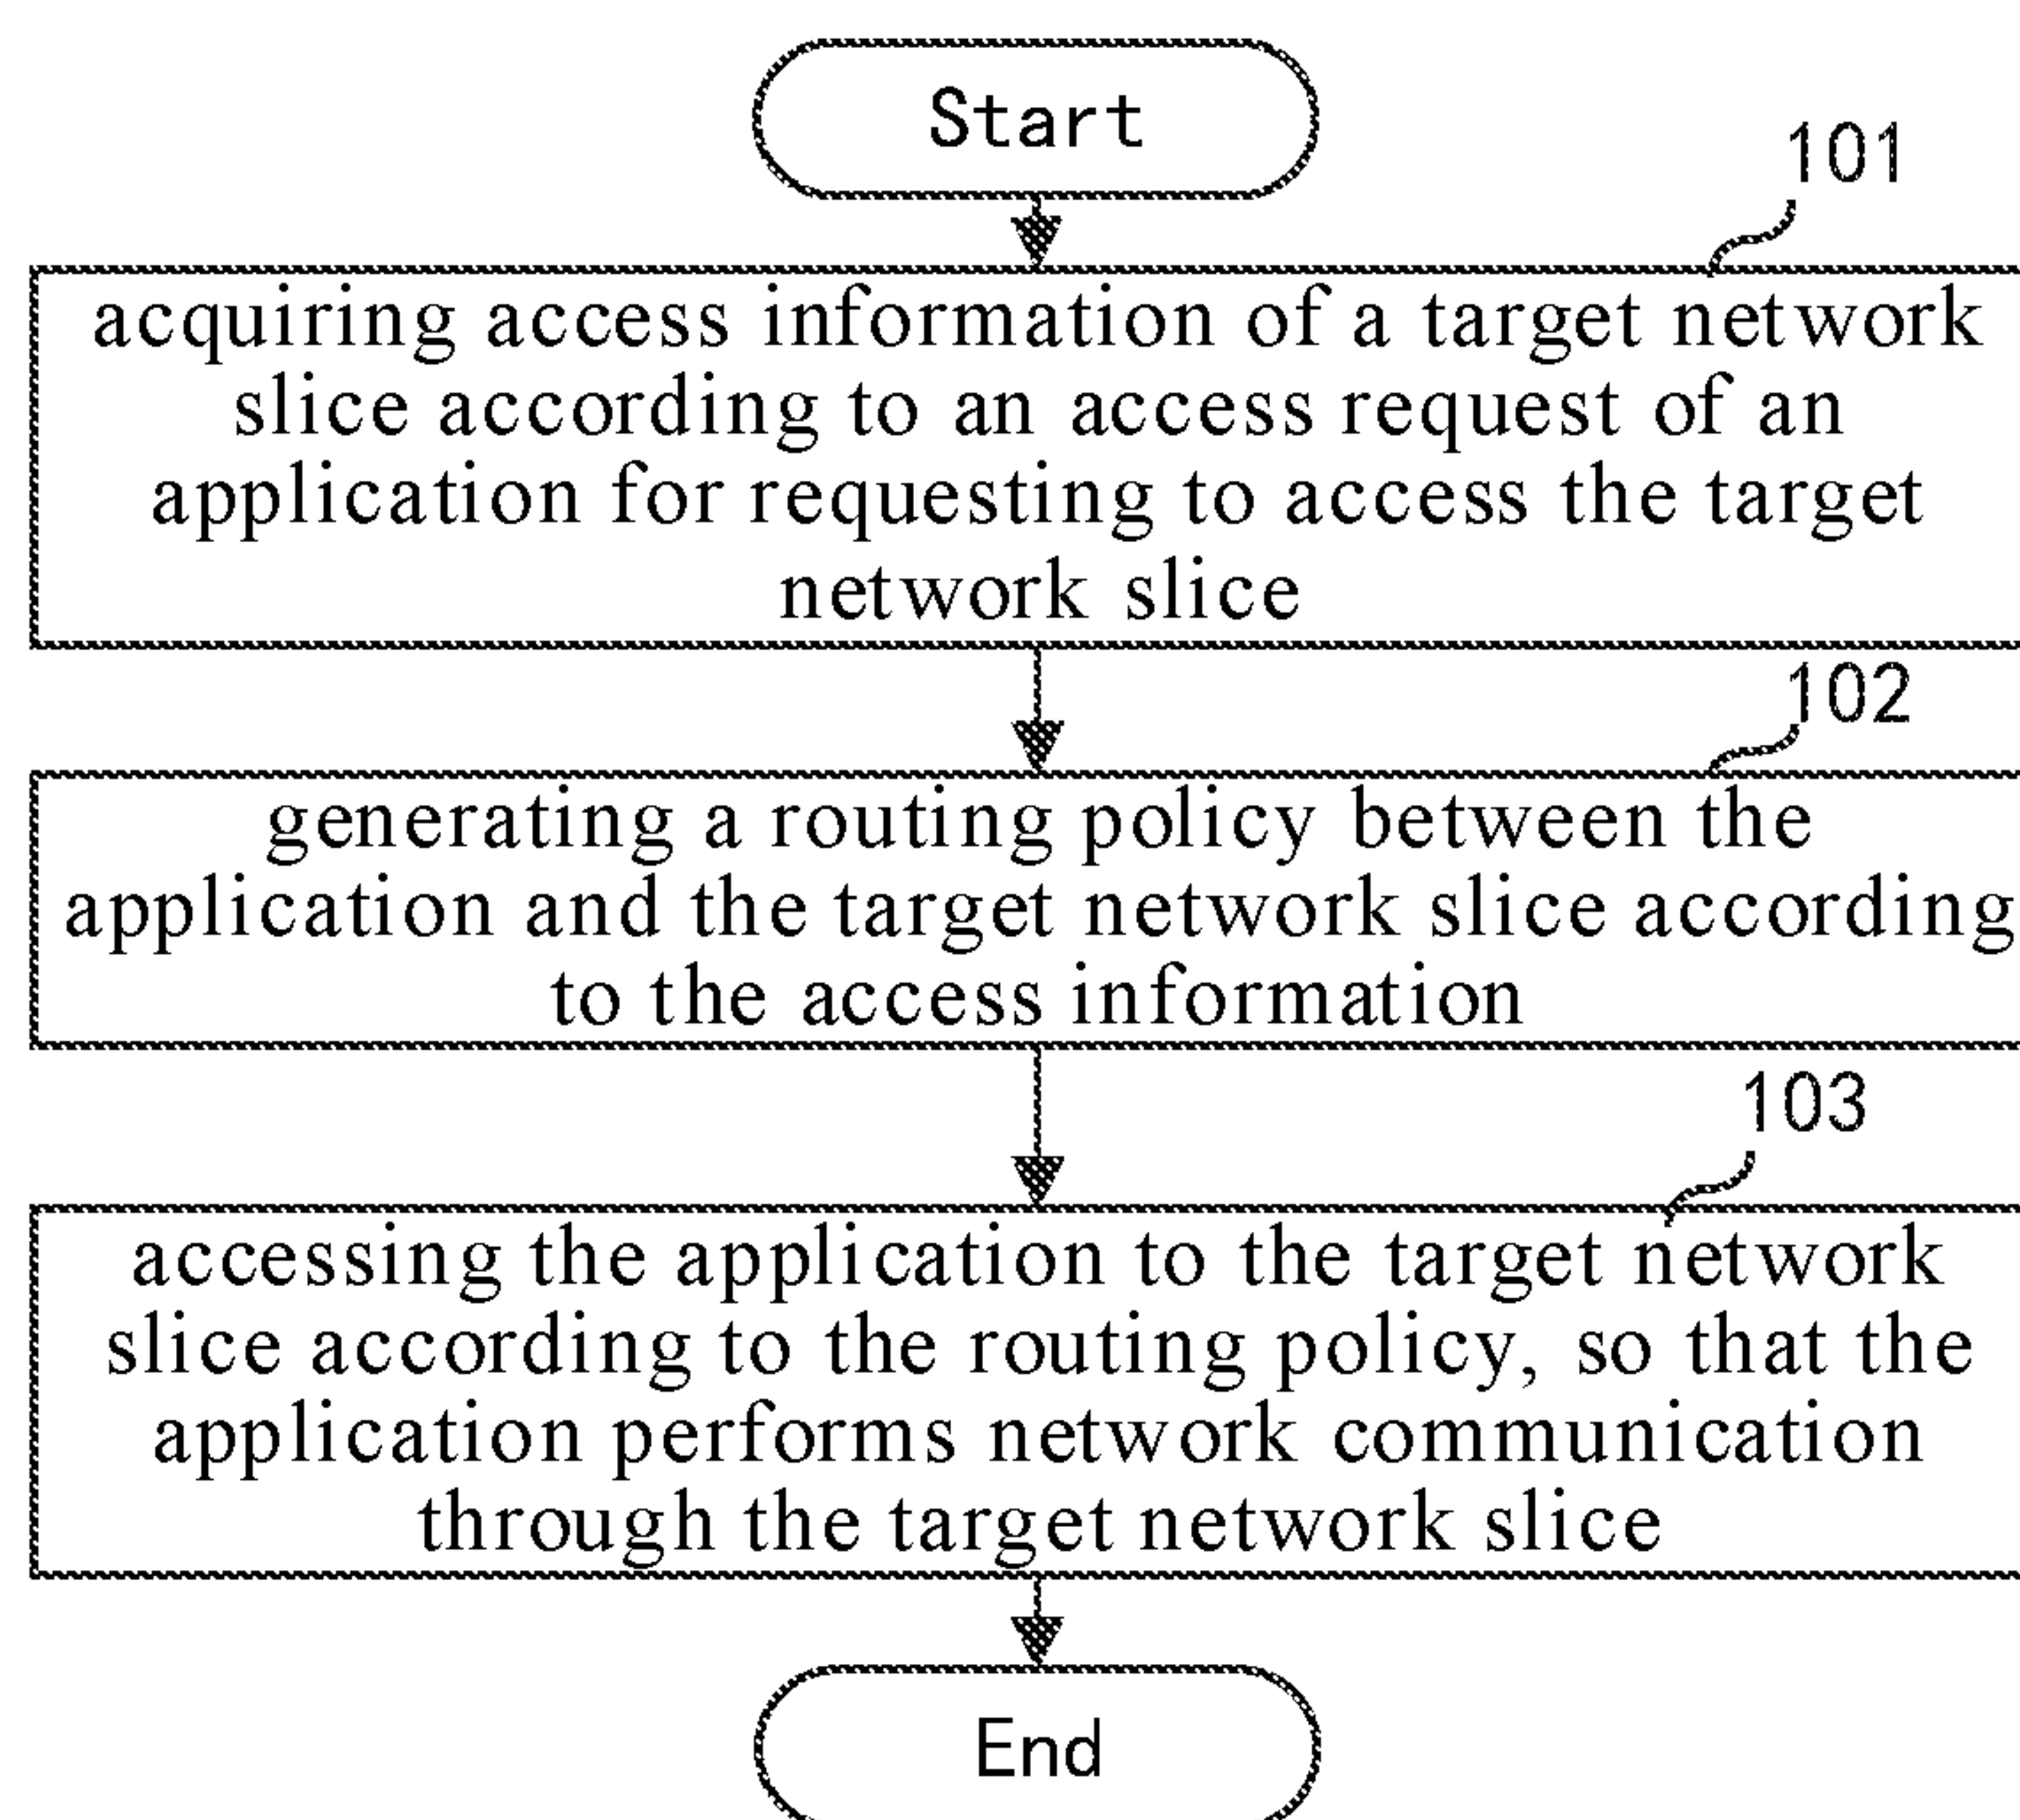 Start
101
acquiring access information of a target network
slice according to an access request of an
application for requesting to access the target
network slice
102
generating a routing policy between the
application and the target network slice according
to the access information
103
accessing the application to the target network
slice according to the routing policy, so that the
application performs network communication
through the target network slice
End